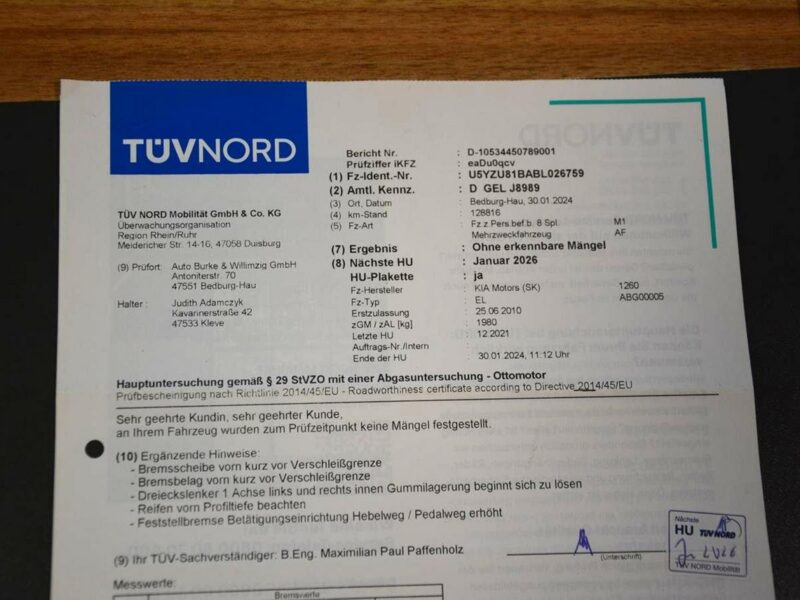 TÜVNORD
Bericht Nr. : D-10534450789001
Prüfziffer iKFZ : eaDu0qcv
(1) Fz-Ident.-Nr. : U5YZU81BABL026759
(2) Amtl. Kennz. : D GEL J8989
(3) Ort, Datum : Bedburg-Hau, 30.01.2024
(4) km-Stand : 128816
(5) Fz-Art : Fz z Pers.bef.b. 8 Spl. M1
Mehrzweckfahrzeug AF
(7) Ergebnis : Ohne erkennbare Mängel
(8) Nächste HU : Januar 2026
HU-Plakette : ja
Fz-Hersteller : KIA Motors (SK) 1260
Fz-Typ : EL ABG00005
Erstzulassung : 25.06.2010
zGM / zAL [kg] : 1980
Letzte HU : 12.2021
Auftrags-Nr./Intern :
Ende der HU : 30.01.2024, 11.12 Uhr
TÜV NORD Mobilität GmbH & Co. KG
Überwachungsorganisation
Region Rhein/Ruhr
Meidericher Str. 14-16, 47058 Duisburg
(9) Prüfort: Auto Burke & Willimzig GmbH
Antoniterstr. 70
47551 Bedburg-Hau
Halter : Judith Adamczyk
Kavarinerstraße 42
47533 Kleve
Hauptuntersuchung gemäß § 29 StVZO mit einer Abgasuntersuchung - Ottomotor
Prüfbescheinigung nach Richtlinie 2014/45/EU - Roadworthiness certificate according to Directive 2014/45/EU
Sehr geehrte Kundin, sehr geehrter Kunde,
an Ihrem Fahrzeug wurden zum Prüfzeitpunkt keine Mängel festgestellt.
(10) Ergänzende Hinweise:
- Bremsscheibe vorn kurz vor Verschleißgrenze
- Bremsbelag vorn kurz vor Verschleißgrenze
- Dreieckslenker 1 Achse links und rechts innen Gummilagerung beginnt sich zu lösen
- Reifen vorn Profiltiefe beachten
- Feststellbremse Betätigungseinrichtung Hebelweg / Pedalweg erhöht
(9) Ihr TÜV-Sachverständiger: B.Eng. Maximilian Paul Paffenholz
(Unterschrift)
Nächste
HU TÜV NORD
2026
TÜV NORD Mobilität
Messwerte:
Bremswerte